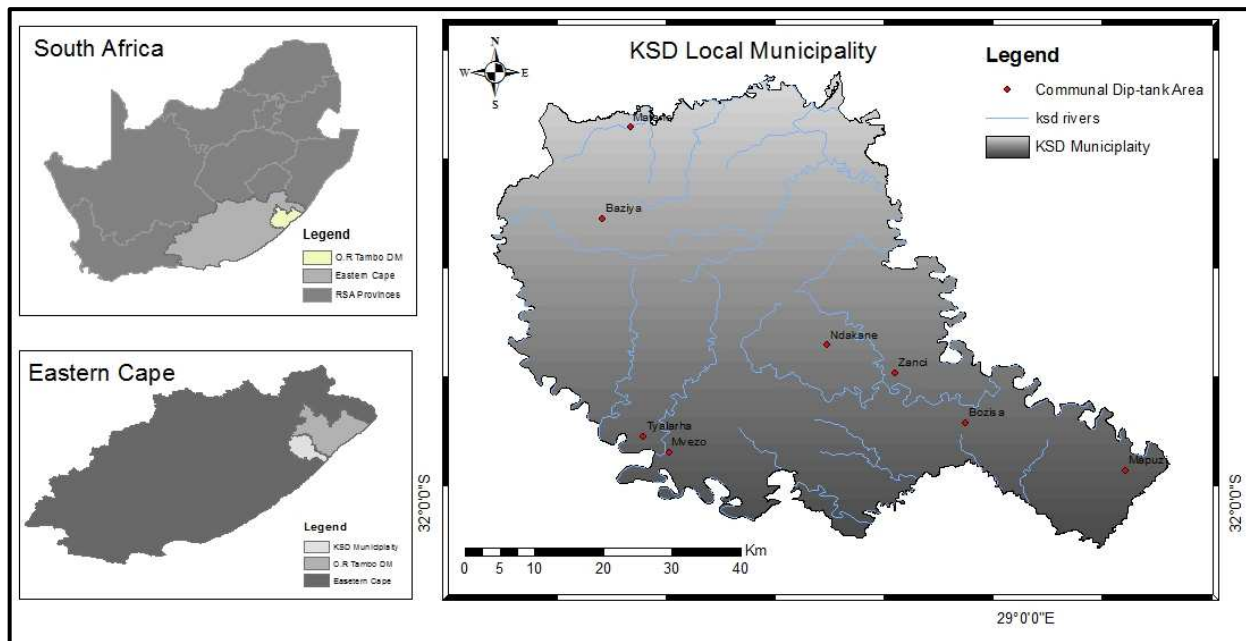 South Africa
Legend
O.R Tambo DM
Eastern Cape
RSA Provinces
Eastern Cape
Legend
KSD Municiplaity
O.R Tambo DM
Easetern Cape
KSD Local Municipality
N
W
E
S
Legend
Communal Dip-tank Area
ksd rivers
KSD Municiplaity
Baziya
Ndakane
Zanci
Bozisa
Tyalarha
Mvezo
Mapuzi
Km
0 5 10 20 30 40
32°0'0"S
32°0'0"S
29°0'0"E